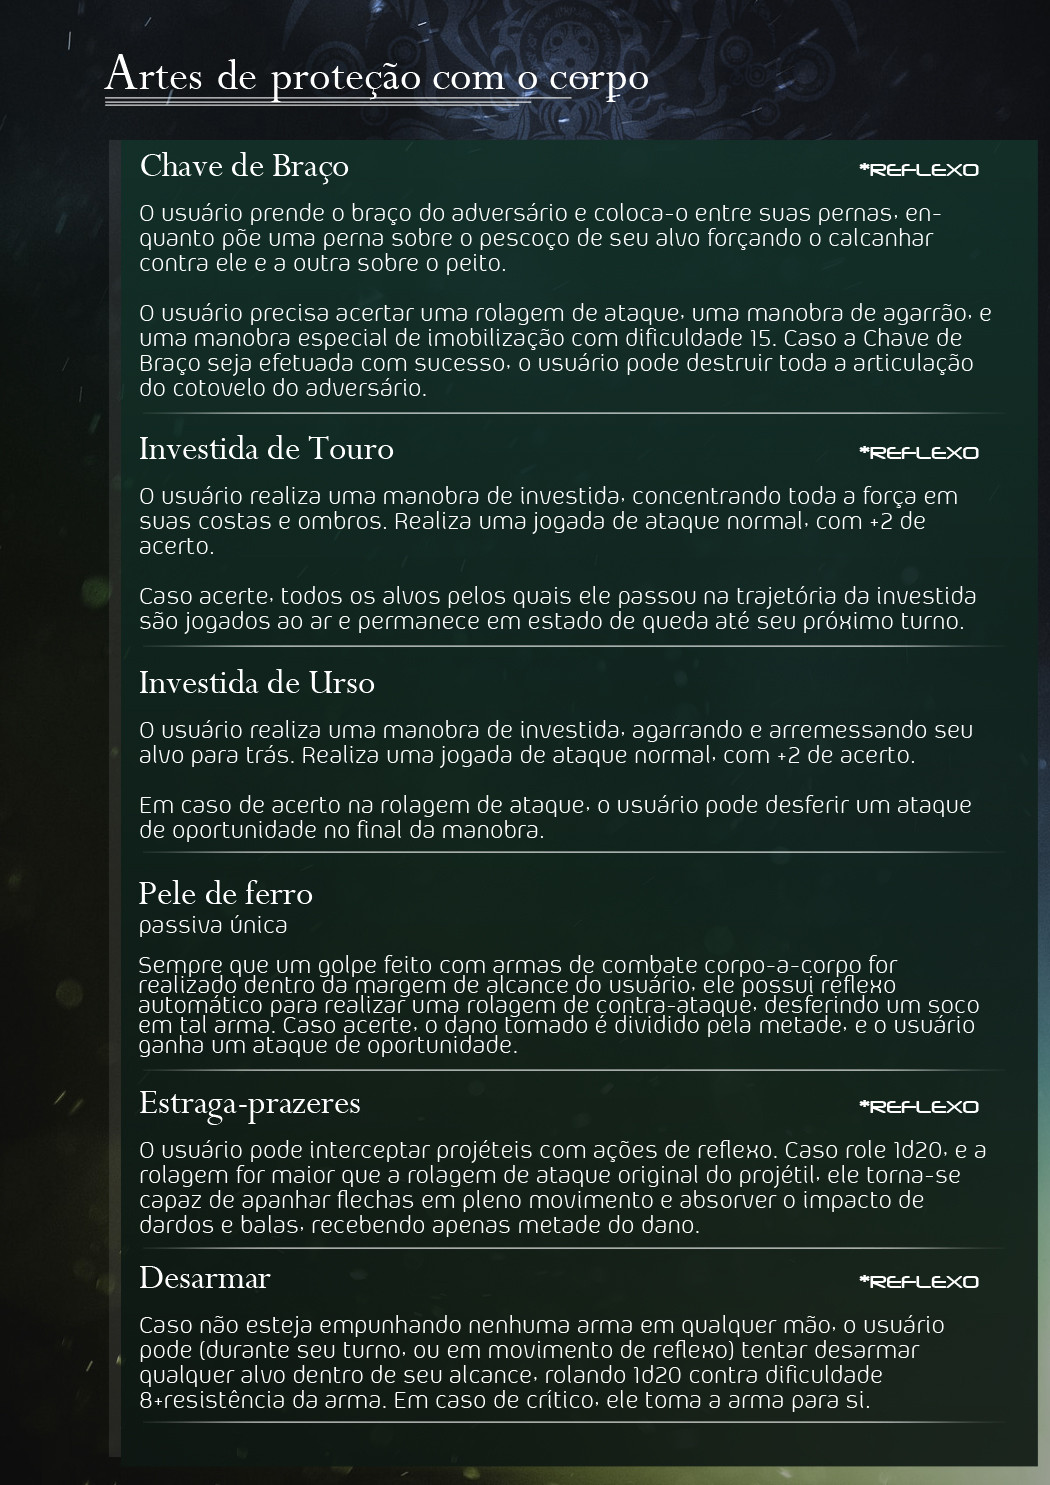 Artes de proteção com o corpo
Chave de Braço *REFLEXO
O usuário prende o braço do adversário e coloca-o entre suas pernas, en-
quanto põe uma perna sobre o pescoço de seu alvo forçando o calcanhar
contra ele e a outra sobre o peito.
O usuário precisa acertar uma rolagem de ataque, uma manobra de agarrão, e
uma manobra especial de imobilização com dificuldade 15. Caso a Chave de
Braço seja efetuada com sucesso, o usuário pode destruir toda a articulação
do cotovelo do adversário.
Investida de Touro *REFLEXO
O usuário realiza uma manobra de investida, concentrando toda a força em
suas costas e ombros. Realiza uma jogada de ataque normal, com +2 de
acerto.
Caso acerte, todos os alvos pelos quais ele passou na trajetória da investida
são jogados ao ar e permanece em estado de queda até seu próximo turno.
Investida de Urso
O usuário realiza uma manobra de investida, agarrando e arremessando seu
alvo para trás. Realiza uma jogada de ataque normal, com +2 de acerto.
Em caso de acerto na rolagem de ataque, o usuário pode desferir um ataque
de oportunidade no final da manobra.
Pele de ferro
passiva única
Sempre que um golpe feito com armas de combate corpo-a-corpo for
realizado dentro da margem de alcance do usuário, ele possui reflexo
automático para realizar uma rolagem de contra-ataque, desferindo um soco
em tal arma. Caso acerte, o dano tomado é dividido pela metade, e o usuário
ganha um ataque de oportunidade.
Estraga-prazeres *REFLEXO
O usuário pode interceptar projéteis com ações de reflexo. Caso role 1d20, e a
rolagem for maior que a rolagem de ataque original do projétil, ele torna-se
capaz de apanhar flechas em pleno movimento e absorver o impacto de
dardos e balas, recebendo apenas metade do dano.
Desarmar *REFLEXO
Caso não esteja empunhando nenhuma arma em qualquer mão, o usuário
pode (durante seu turno, ou em movimento de reflexo) tentar desarmar
qualquer alvo dentro de seu alcance, rolando 1d20 contra dificuldade
8+resistência da arma. Em caso de crítico, ele toma a arma para si.